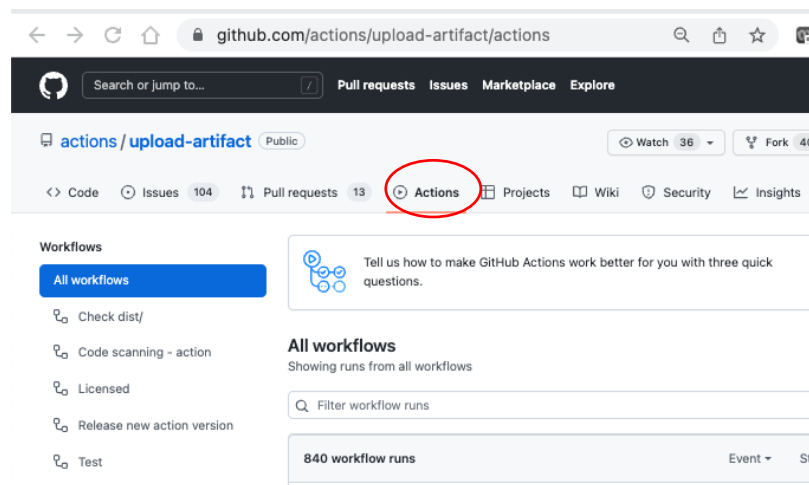 github.com/actions/upload-artifact/actions
Search or jump to... / Pull requests Issues Marketplace Explore
actions / upload-artifact Public Watch 36 Fork
Code Issues 104 Pull requests 13 Actions Projects Wiki Security Insights
Workflows
All workflows
Check dist/
Code scanning - action
Licensed
Release new action version
Test
Tell us how to make GitHub Actions work better for you with three quick
questions.
All workflows
Showing runs from all workflows
Filter workflow runs
840 workflow runs Event